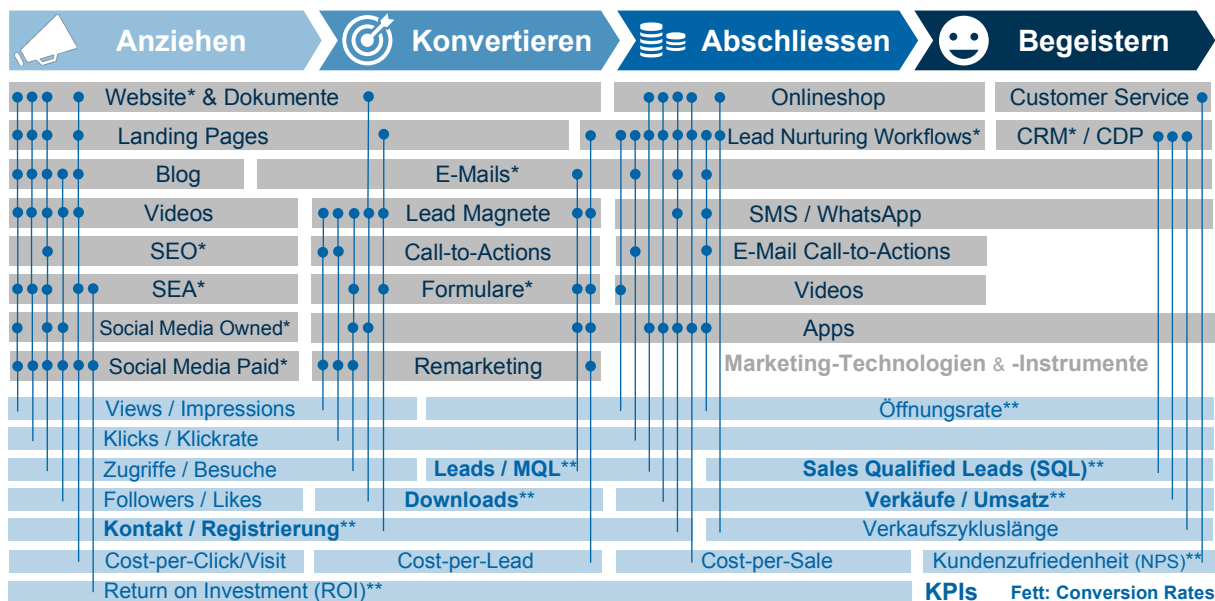 Anziehen Konvertieren Abschliessen Begeistern
Website* & Dokumente Onlineshop Customer Service
Landing Pages Lead Nurturing Workflows* CRM* / CDP
Blog E-Mails*
Videos Lead Magnete SMS / WhatsApp
SEO* Call-to-Actions E-Mail Call-to-Actions
SEA* Formulare* Videos
Social Media Owned* Apps
Social Media Paid* Remarketing Marketing-Technologien & -Instrumente
Views / Impressions Öffnungsrate**
Klicks / Klickrate
Zugriffe / Besuche Leads / MQL** Sales Qualified Leads (SQL)**
Followers / Likes Downloads** Verkäufe / Umsatz**
Kontakt / Registrierung** Verkaufszykluslänge
Cost-per-Click/Visit Cost-per-Lead Cost-per-Sale Kundenzufriedenheit (NPS)**
Return on Investment (ROI)** KPIs Fett: Conversion Rates